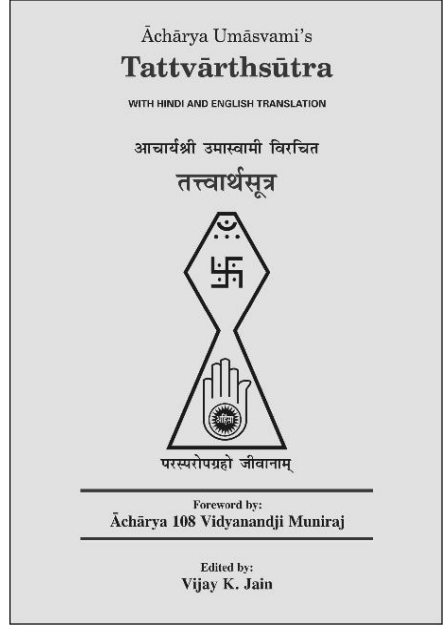 Āchārya Umāsvami's
Tattvārthsūtra
WITH HINDI AND ENGLISH TRANSLATION
आचार्यश्री उमास्वामी विरचित
तत्त्वार्थसूत्र
अहिंसा
परस्परोपग्रहो जीवानाम्
Foreword by:
Āchārya 108 Vidyanandji Muniraj
Edited by:
Vijay K. Jain